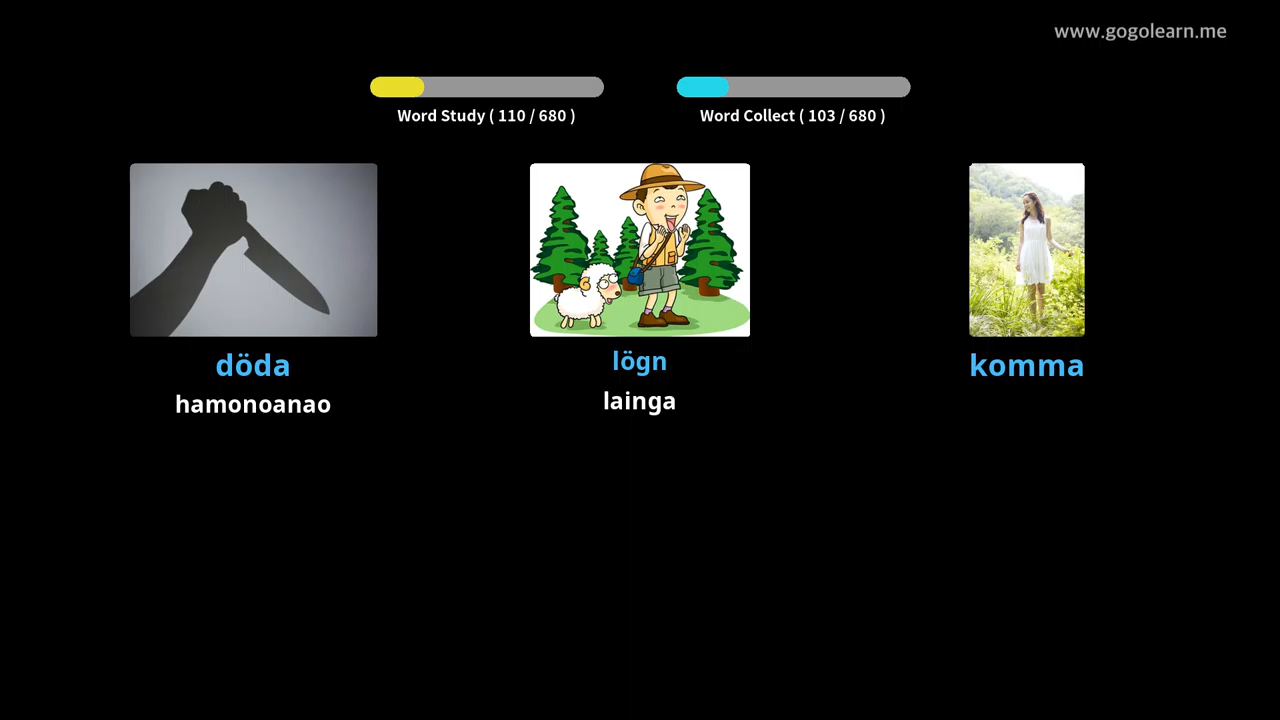 www.gogolearn.me
Word Study ( 110 / 680 )
Word Collect ( 103 / 680 )
döda
hamonoanao
lögn
lainga
komma